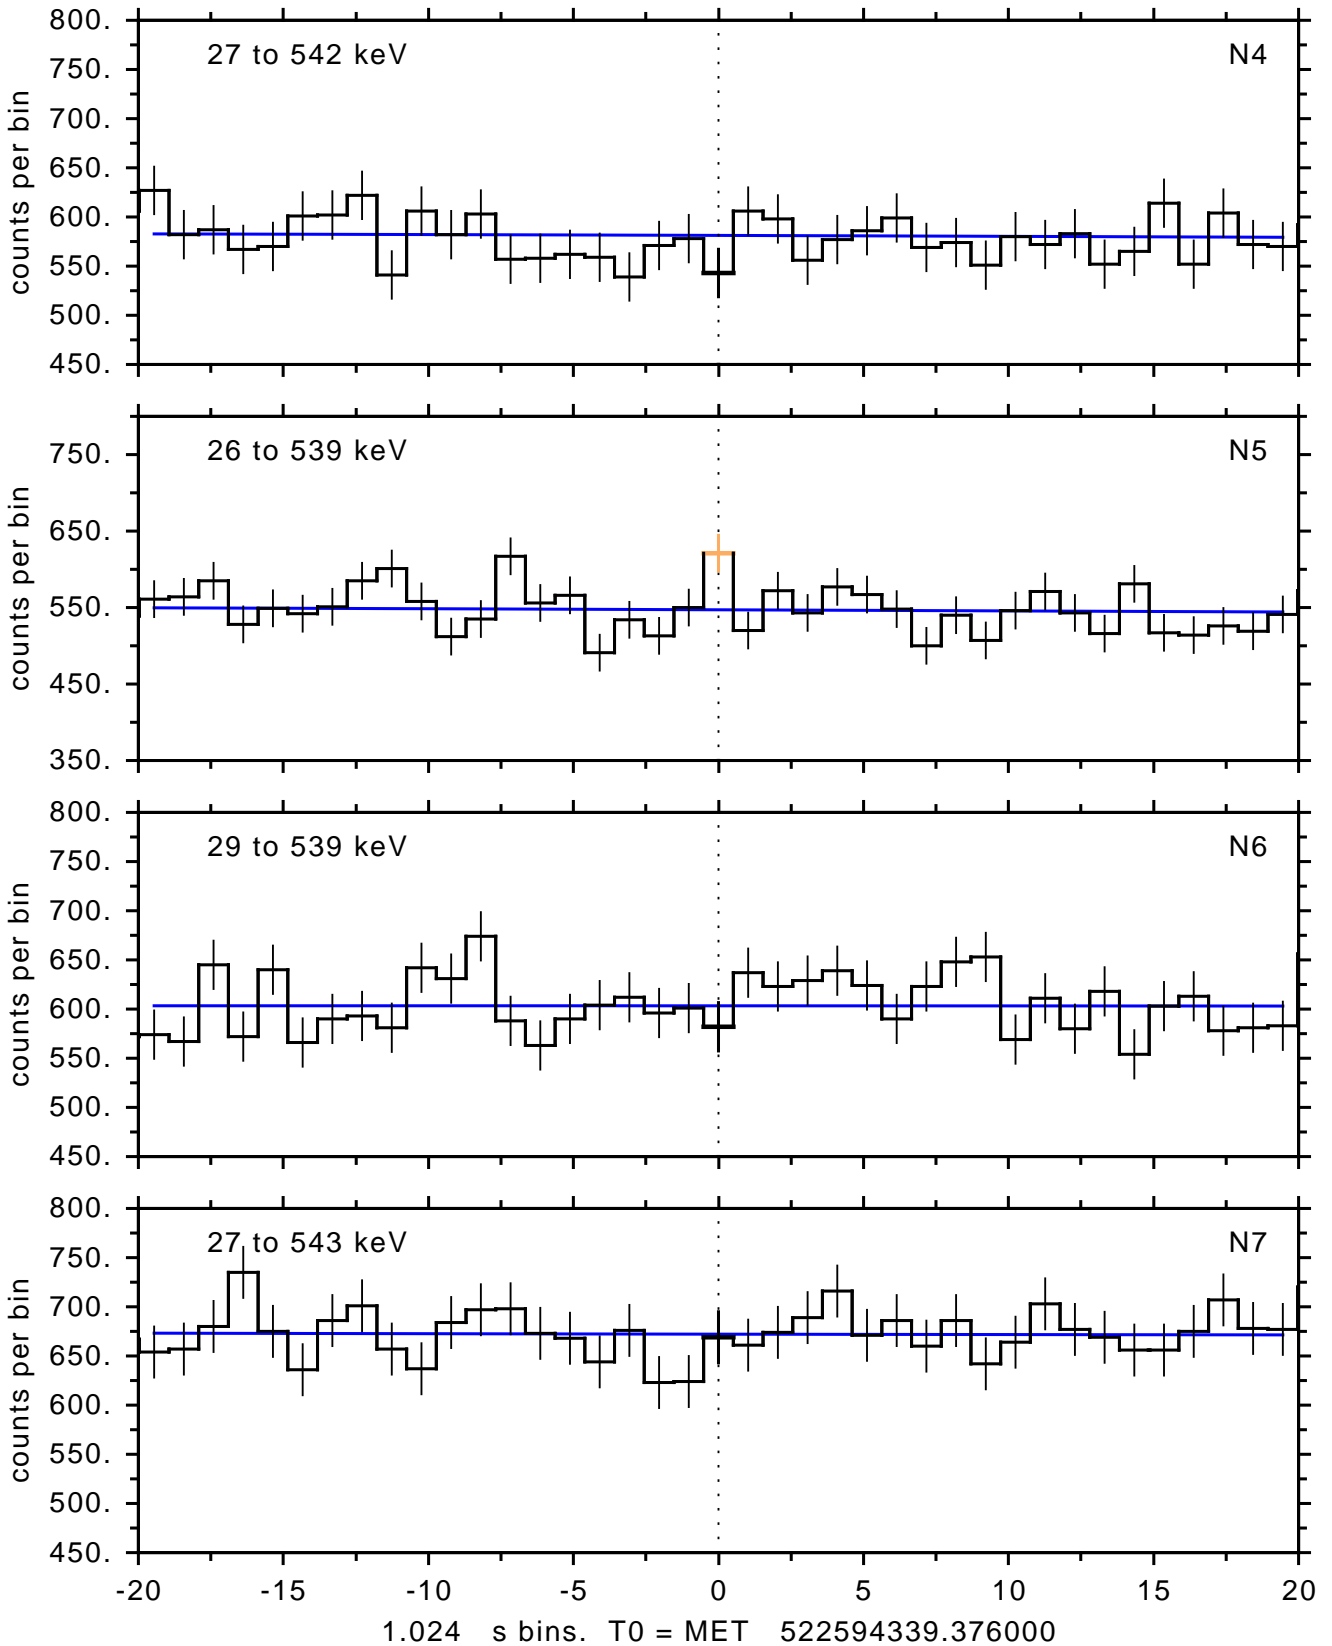 800.
27 to 542 keV N4
750.
700.
650.
600.
550.
500.
450.
counts per bin
26 to 539 keV N5
750.
650.
550.
450.
350.
counts per bin
800.
29 to 539 keV N6
750.
700.
650.
600.
550.
500.
450.
counts per bin
800.
27 to 543 keV N7
750.
700.
650.
600.
550.
500.
450.
counts per bin
-20 -15 -10 -5 0 5 10 15 20
1.024 s bins. T0 = MET 522594339.376000